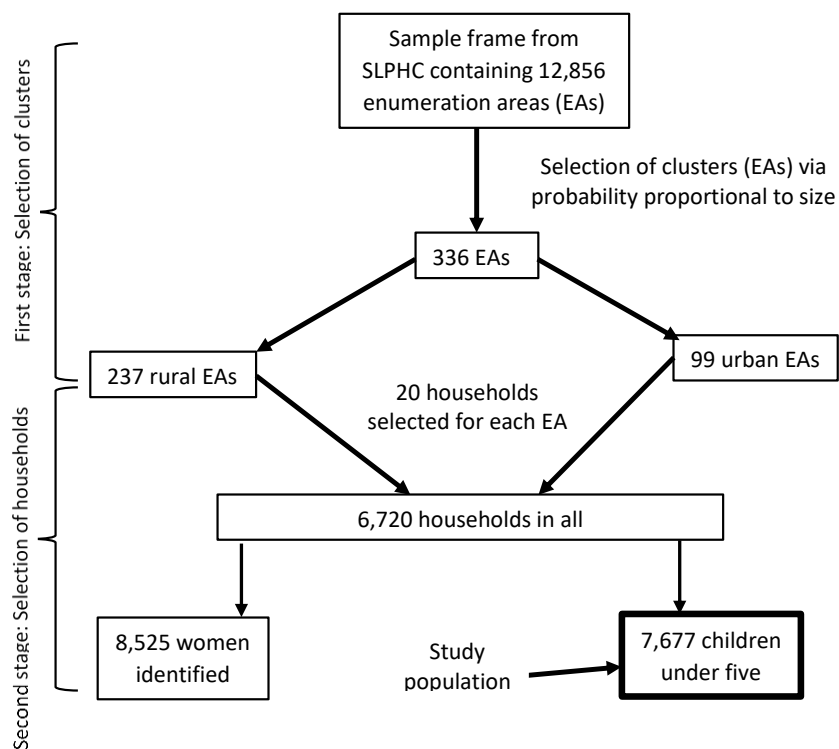 Sample frame from
SLPHC containing 12,856
enumeration areas (EAs)
First stage: Selection of clusters
Selection of clusters (EAs) via
probability proportional to size
336 EAs
237 rural EAs
99 urban EAs
20 households
selected for each EA
Second stage: Selection of households
6,720 households in all
8,525 women
identified
Study
population
7,677 children
under five